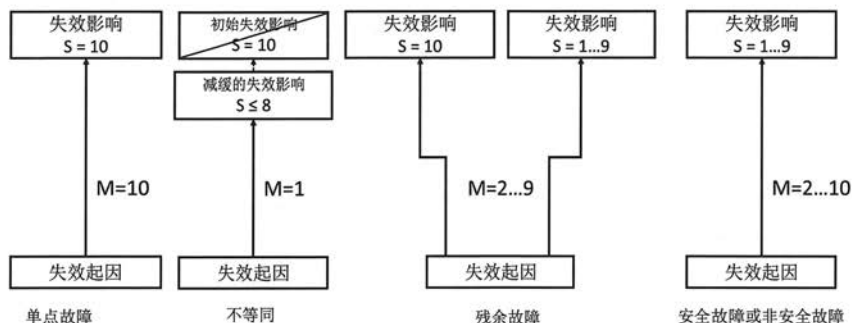 失效影响
S = 10
初始失效影响
S = 10
减缓的失效影响
S ≤ 8
失效影响
S = 10
失效影响
S = 1...9
失效影响
S = 1...9
M=10
M=1
M=2...9
M=2...10
失效起因
失效起因
失效起因
失效起因
单点故障
不等同
残余故障
安全故障或非安全故障